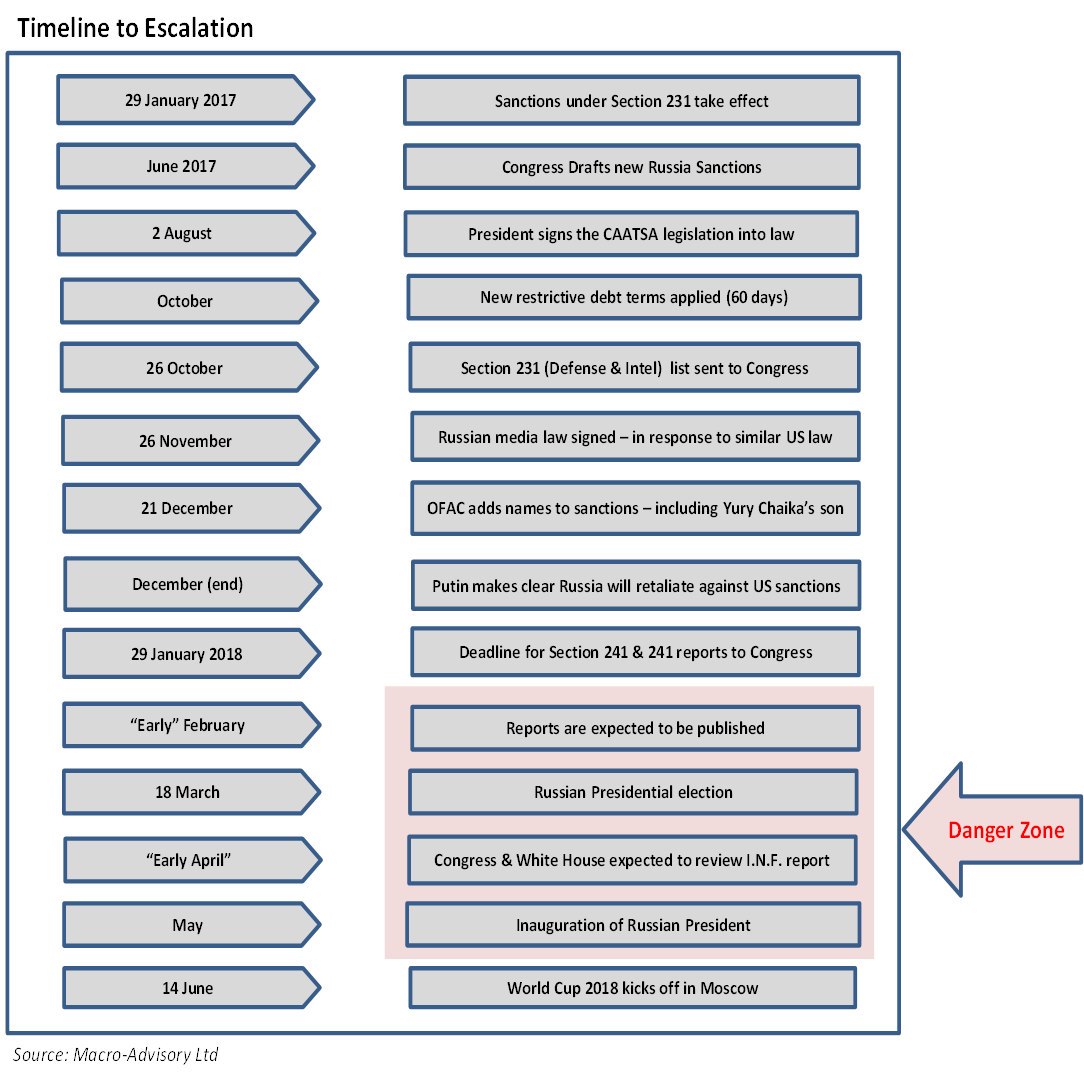 Timeline to Escalation
29 January 2017
Sanctions under Section 231 take effect
June 2017
Congress Drafts new Russia Sanctions
2 August
President signs the CAATSA legislation into law
October
New restrictive debt terms applied (60 days)
26 October
Section 231 (Defense & Intel) list sent to Congress
26 November
Russian media law signed – in response to similar US law
21 December
OFAC adds names to sanctions – including Yury Chaika’s son
December (end)
Putin makes clear Russia will retaliate against US sanctions
29 January 2018
Deadline for Section 241 & 241 reports to Congress
“Early” February
Reports are expected to be published
18 March
Russian Presidential election
“Early April”
Congress & White House expected to review I.N.F. report
May
Inauguration of Russian President
14 June
World Cup 2018 kicks off in Moscow
Danger Zone
Source: Macro-Advisory Ltd